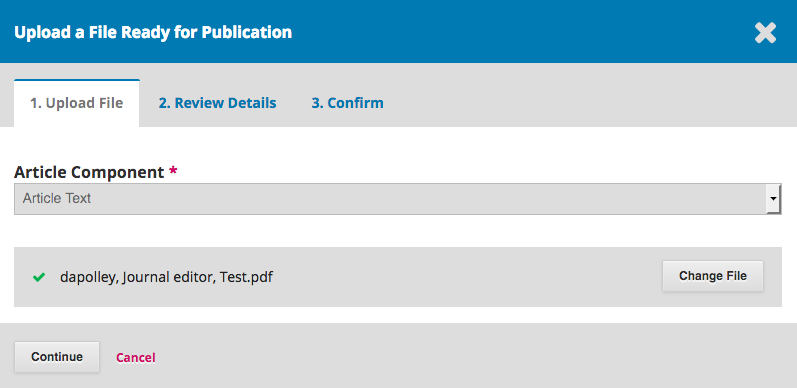 Upload a File Ready for Publication
1. Upload File 2. Review Details 3. Confirm
Article Component *
Article Text
dapolley, Journal editor, Test.pdf Change File
Continue Cancel